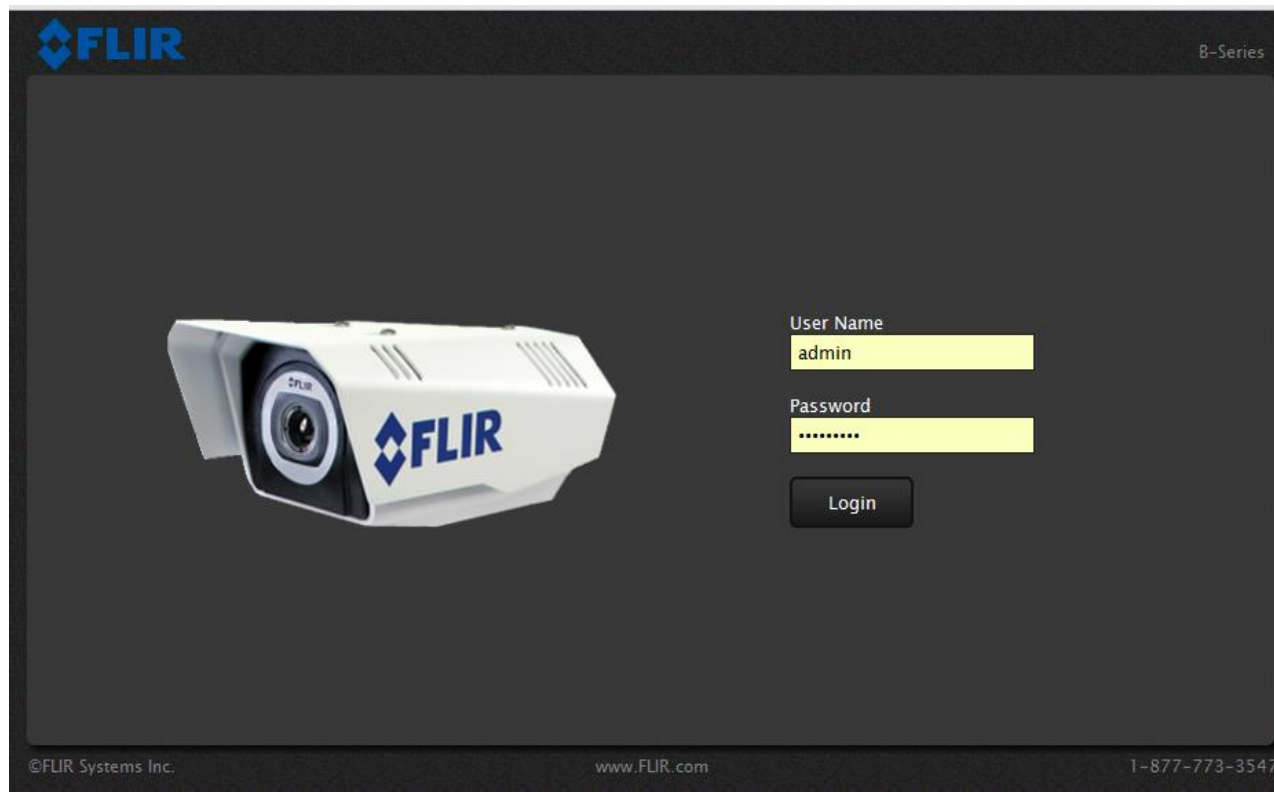 FLIR
B-Series
FLIR
FLIR
User Name
admin
Password
•••••••••
Login
©FLIR Systems Inc.
www.FLIR.com
1-877-773-3547